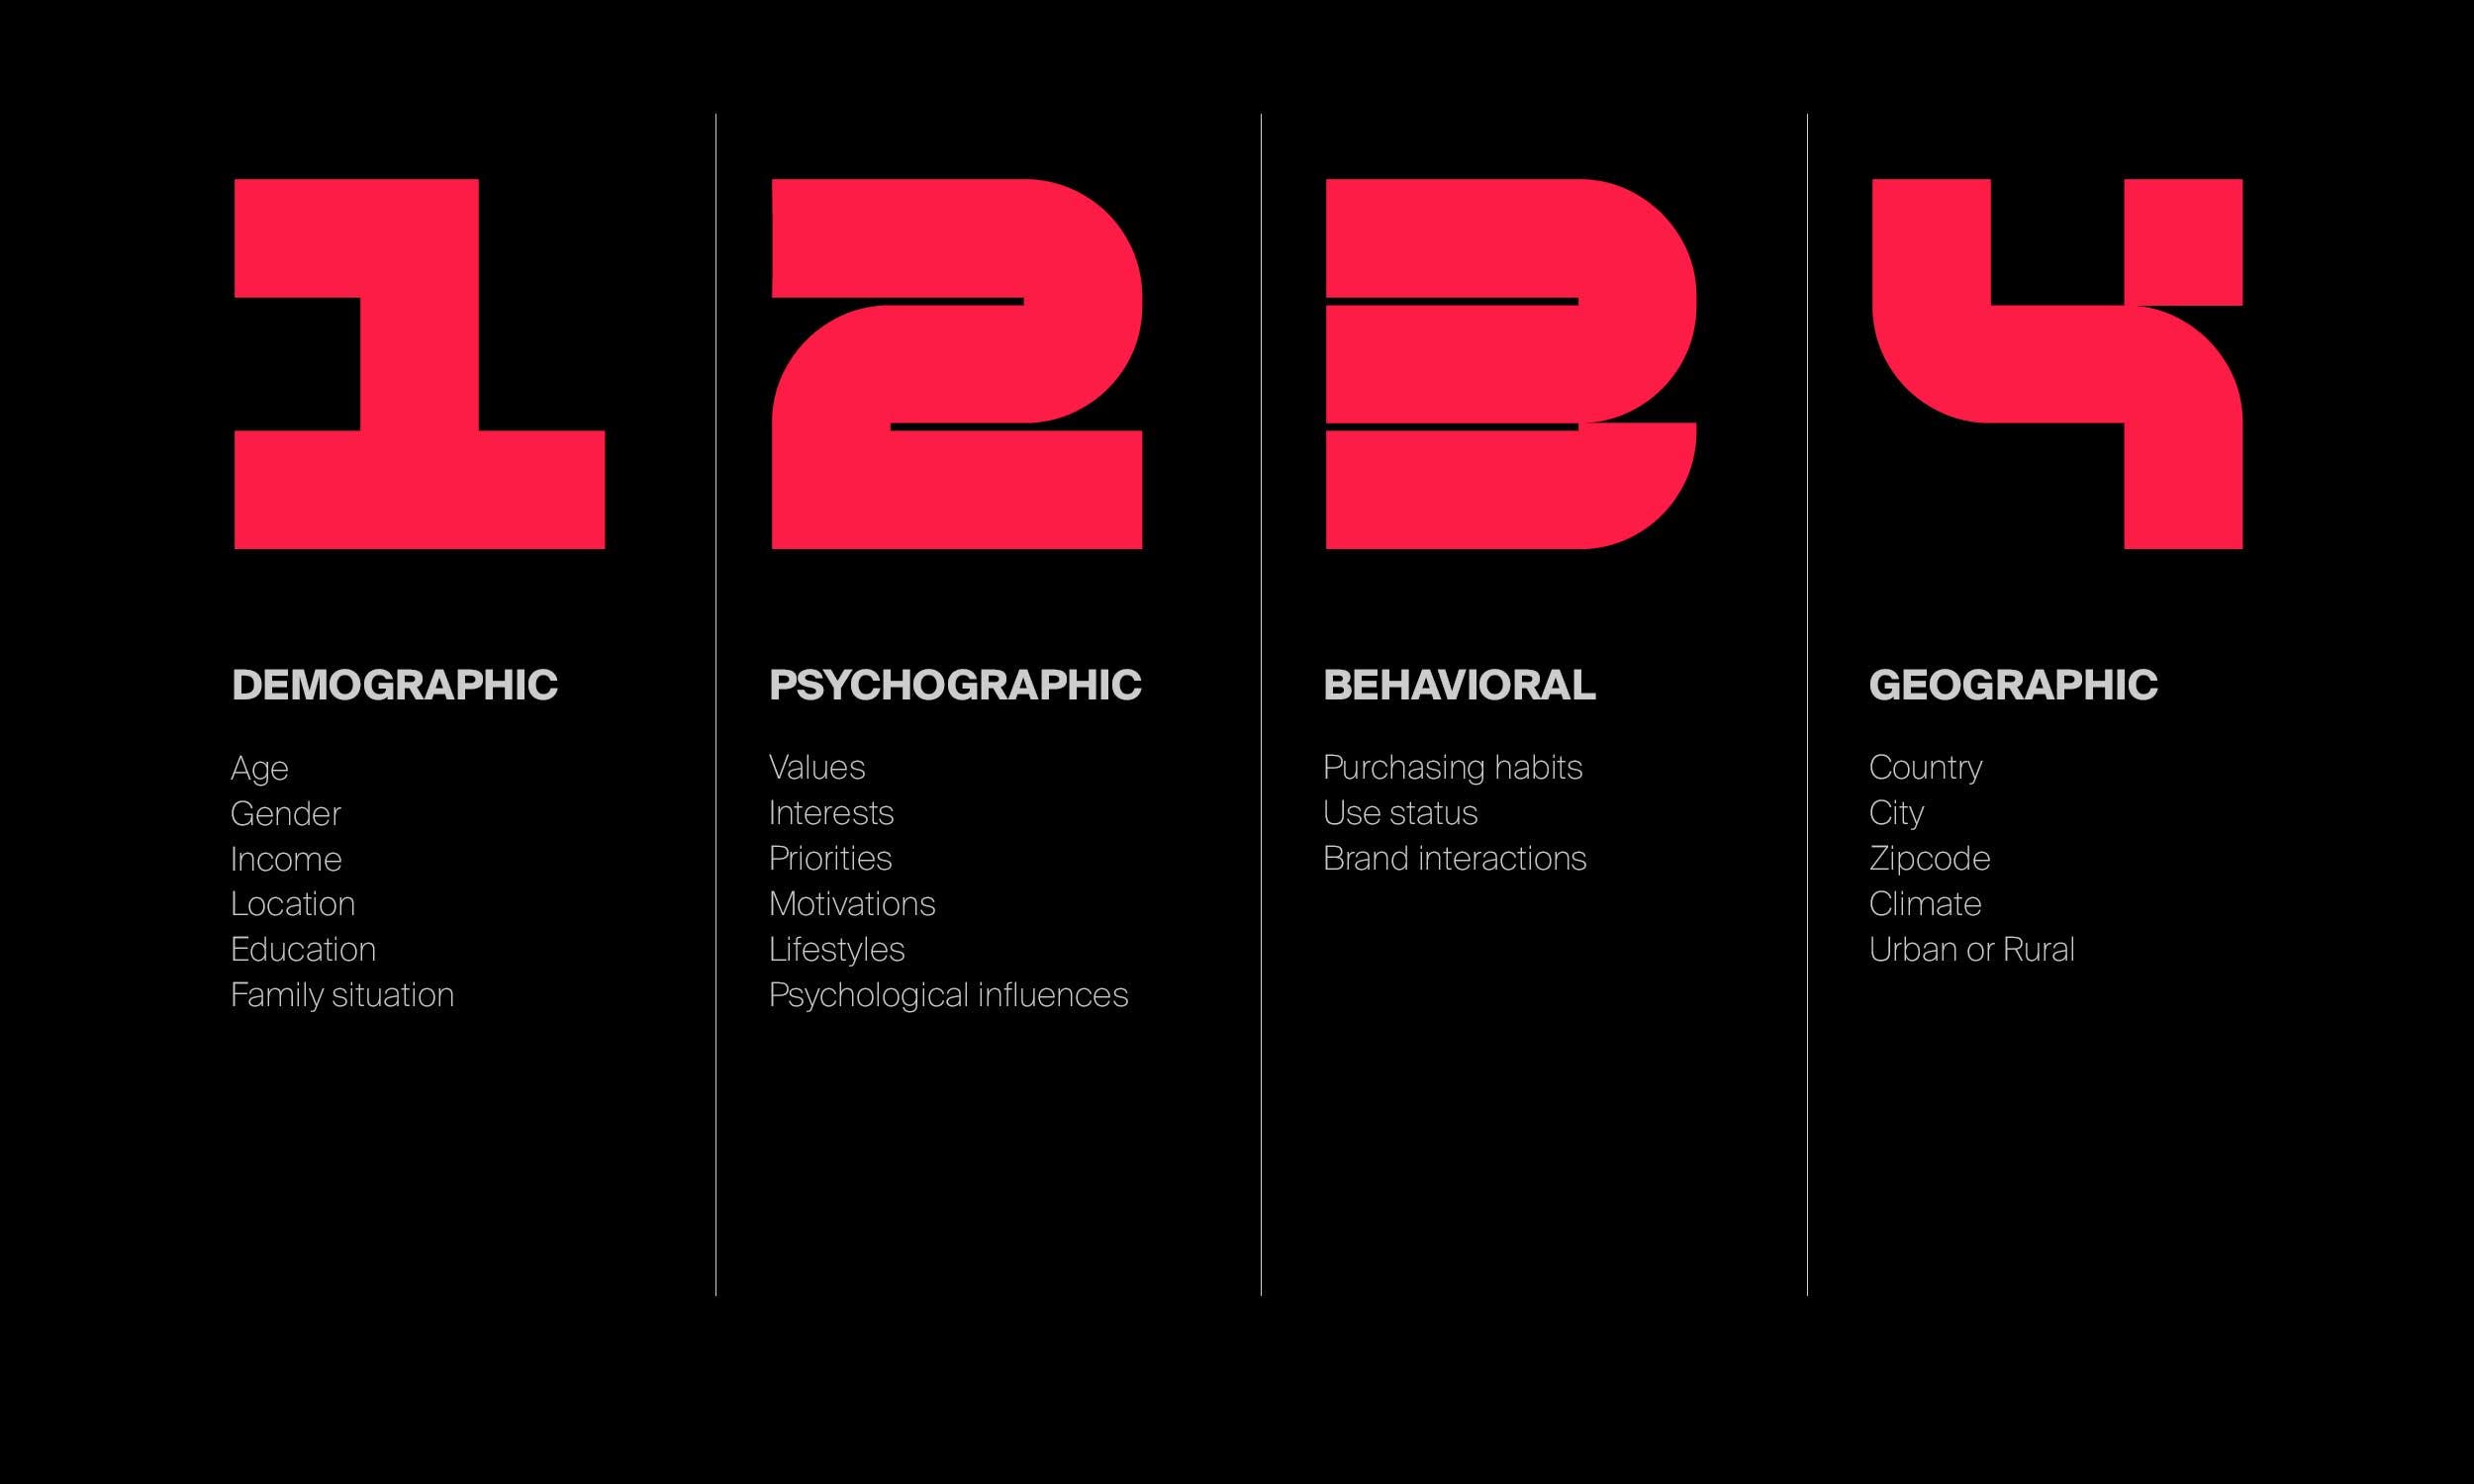 1
DEMOGRAPHIC
Age
Gender
Income
Location
Education
Family situation
2
PSYCHOGRAPHIC
Values
Interests
Priorities
Motivations
Lifestyles
Psychological influences
3
BEHAVIORAL
Purchasing habits
Use status
Brand interactions
4
GEOGRAPHIC
Country
City
Zipcode
Climate
Urban or Rural